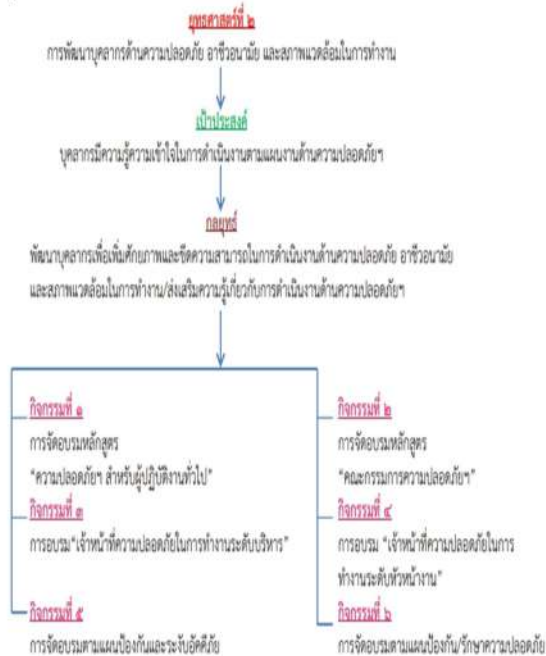 ยุทธศาสตร์ที่ ๒
การพัฒนาบุคลากรด้านความปลอดภัย อาชีวอนามัย และสภาพแวดล้อมในการทำงาน
เป้าประสงค์
บุคลากรมีความรู้ความเข้าใจในการดำเนินงานตามแผนงานด้านความปลอดภัยฯ
กลยุทธ์
พัฒนาบุคลากรเพื่อเพิ่มศักยภาพและขีดความสามารถในการดำเนินงานด้านความปลอดภัย อาชีวอนามัย
และสภาพแวดล้อมในการทำงาน/ส่งเสริมความรู้เกี่ยวกับการดำเนินงานด้านความปลอดภัยฯ
กิจกรรมที่ ๑
การจัดอบรมหลักสูตร
"ความปลอดภัยฯ สำหรับผู้ปฏิบัติงานทั่วไป"
กิจกรรมที่ ๒
การจัดอบรมหลักสูตร
"คณะกรรมการความปลอดภัยฯ"
กิจกรรมที่ ๓
การอบรม"เจ้าหน้าที่ความปลอดภัยในการทำงานระดับบริหาร"
กิจกรรมที่ ๔
การอบรม "เจ้าหน้าที่ความปลอดภัยในการ
ทำงานระดับหัวหน้างาน"
กิจกรรมที่ ๕
การจัดอบรมตามแผนป้องกันและระงับอัคคีภัย
กิจกรรมที่ ๖
การจัดอบรมตามแผนป้องกัน/รักษาความปลอดภัย